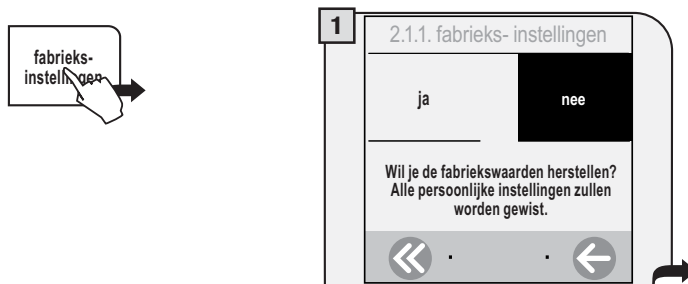 fabrieks-
instellingen
1
2.1.1. fabrieks- instellingen
ja
nee
Wil je de fabriekswaarden herstellen?
Alle persoonlijke instellingen zullen
worden gewist.